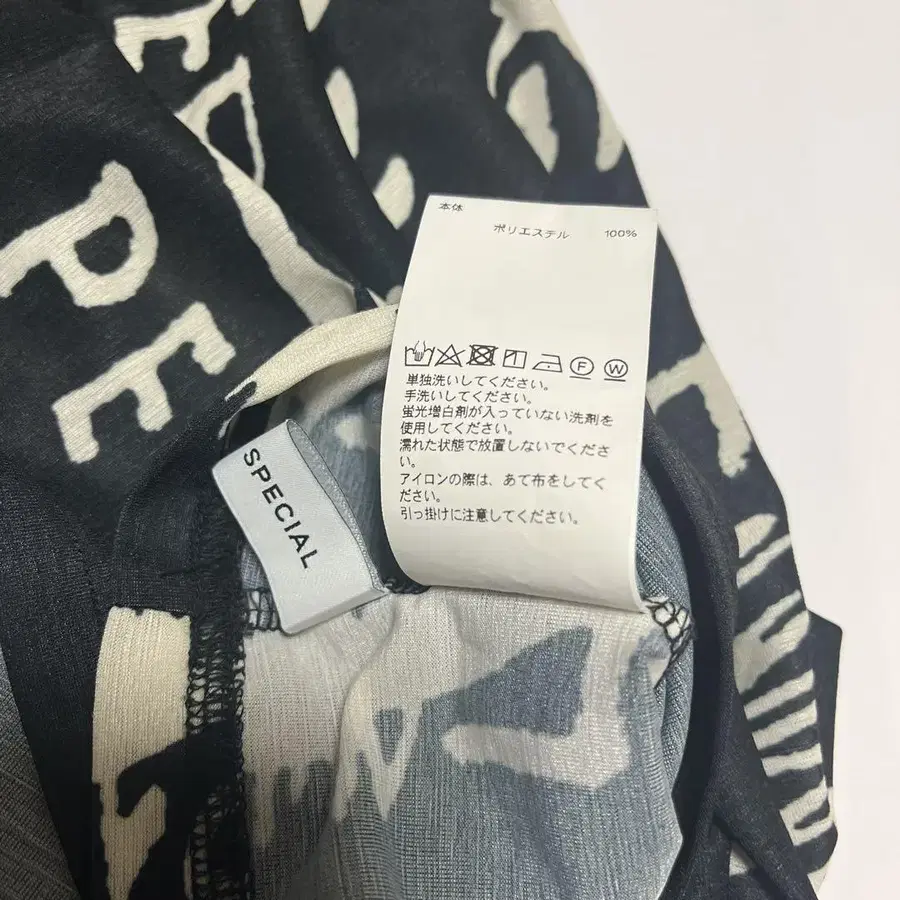 P
PE
本体
ポリエステル 100%
P W
単独洗いしてください。
手洗いしてください。
蛍光増白剤が入っていない洗剤を
使用してください。
濡れた状態で放置しないでくださ
い。
アイロンの際は、あて布をしてく
ださい。
引っ掛けに注意してください。
SPECIAL